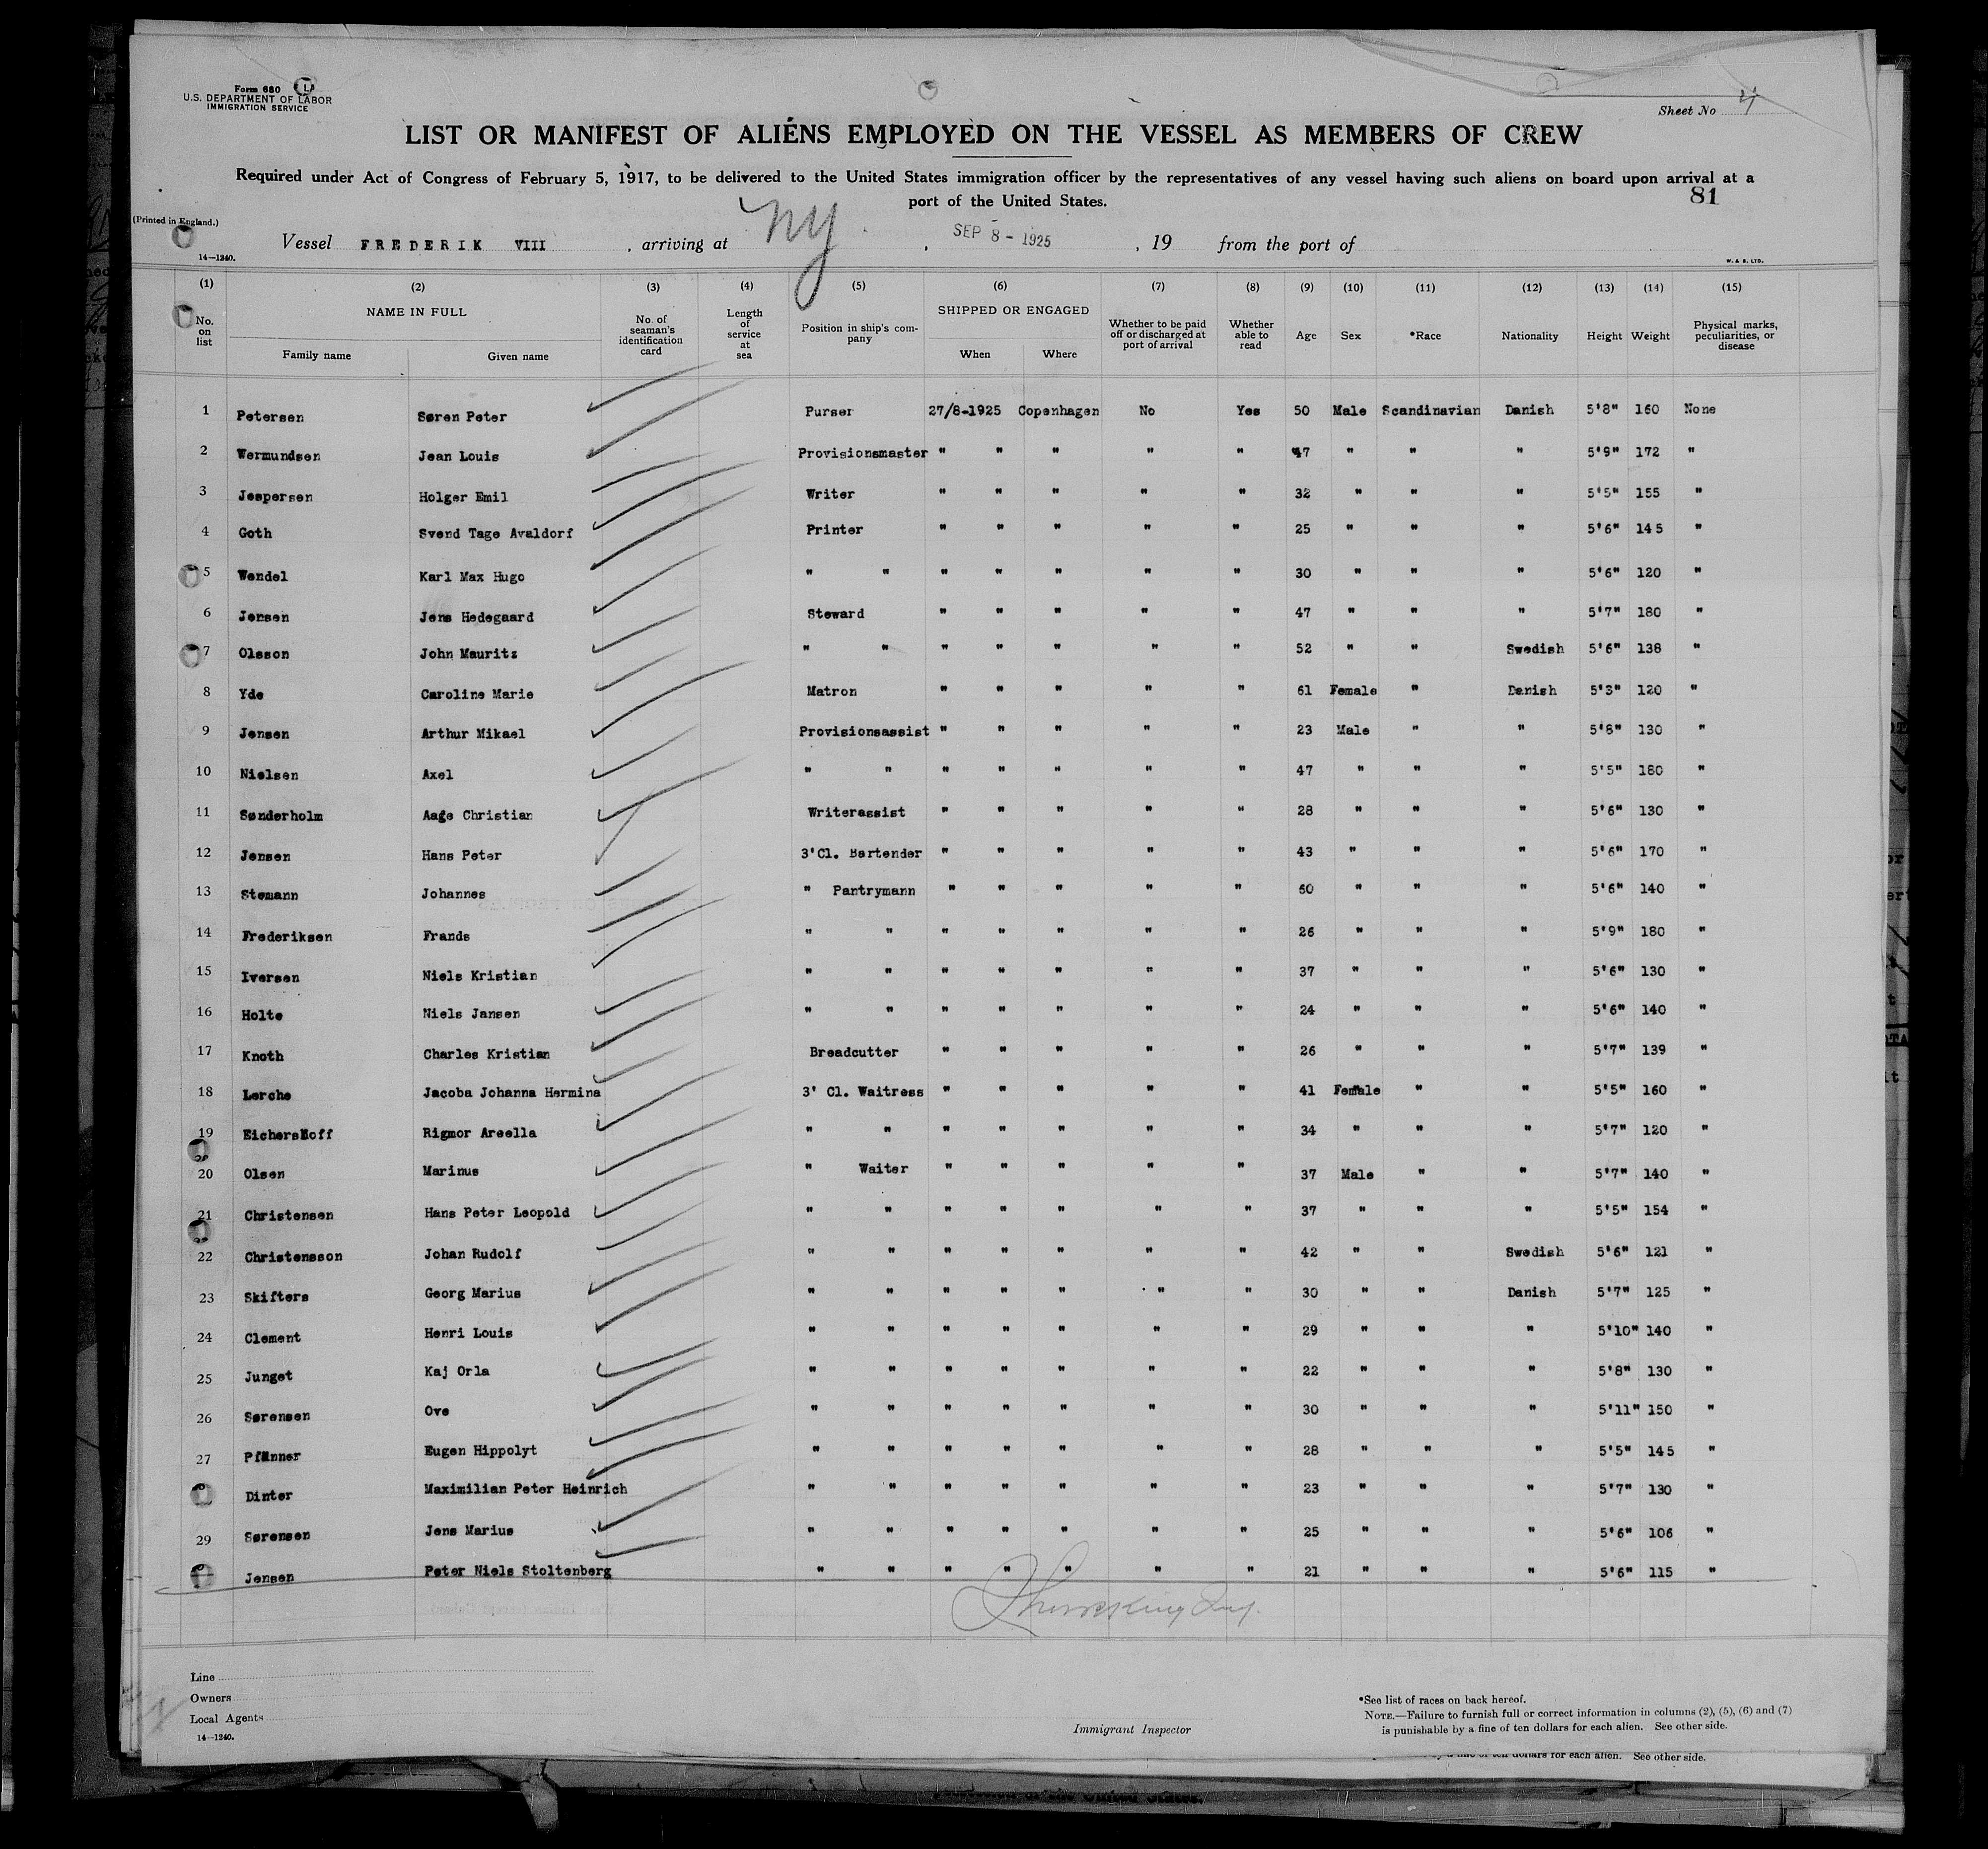 Form 680
U.S. DEPARTMENT OF LABOR
IMMIGRATION SERVICE
Sheet No 4
LIST OR MANIFEST OF ALIENS EMPLOYED ON THE VESSEL AS MEMBERS OF CREW
Required under Act of Congress of February 5, 1917, to be delivered to the United States immigration officer by the representatives of any vessel having such aliens on board upon arrival at a
port of the United States.
81
(Printed in England.)
Vessel FREDERIK VIII, arriving at NY, SEP 8 - 1925, 19 from the port of
14—1240.
W. & S. LTD.
(1) (2) (3) (4) (5) (6) (7) (8) (9) (10) (11) (12) (13) (14) (15)
No. on list NAME IN FULL Family name Given name No. of seaman's identification card Length of service at sea Position in ship's company SHIPPED OR ENGAGED When Where Whether to be paid off or discharged at port of arrival Whether able to read Age Sex *Race Nationality Height Weight Physical marks, peculiarities, or disease
1 Petersen Søren Peter Purser 27/8-1925 Copenhagen No Yes 50 Male Scandinavian Danish 5'8" 160 None
2 Wermundsen Jean Louis Provisionsmaster " " " " " 47 " " " 5'9" 172 "
3 Jespersen Holger Emil Writer " " " " " 32 " " " 5'5" 155 "
4 Goth Svend Tage Avaldorf Printer " " " " " 25 " " " 5'6" 145 "
5 Wendel Karl Max Hugo " " " " " " " 30 " " " 5'6" 120 "
6 Jensen Jens Hedegaard Steward " " " " " 47 " " " 5'7" 180 "
7 Olsson John Mauritz " " " " " " " 52 " " Swedish 5'6" 138 "
8 Yde Caroline Marie Matron " " " " " 61 Female " Danish 5'3" 120 "
9 Jensen Arthur Mikael Provisionsassist " " " " " 23 Male " " 5'8" 130 "
10 Nielsen Axel " " " " " " " 47 " " " 5'5" 180 "
11 Sønderholm Aage Christian Writerassist " " " " " 28 " " " 5'6" 130 "
12 Jensen Hans Peter 3'Cl. Bartender " " " " " 43 " " " 5'6" 170 "
13 Stemann Johannes " Pantrymann " " " " " 60 " " " 5'6" 140 "
14 Frederiksen Frands " " " " " " " 26 " " " 5'9" 180 "
15 Iversen Niels Kristian " " " " " " " 37 " " " 5'6" 130 "
16 Holte Niels Jansen " " " " " " " 24 " " " 5'6" 140 "
17 Knoth Charles Kristian Breadcutter " " " " " 26 " " " 5'7" 139 "
18 Lerche Jacoba Johanna Hermina 3' Cl. Waitress " " " " " 41 Female " " 5'5" 160 "
19 Eichershoff Rigmor Areella " " " " " " " 34 " " " 5'7" 120 "
20 Olsen Marinus " Waiter " " " " " 37 Male " " 5'7" 140 "
21 Christensen Hans Peter Leopold " " " " " " " 37 " " " 5'5" 154 "
22 Christensson Johan Rudolf " " " " " " " 42 " " Swedish 5'6" 121 "
23 Skifters Georg Marius " " " " " " " 30 " " Danish 5'7" 125 "
24 Clement Henri Louis " " " " " " " 29 " " " 5'10" 140 "
25 Junget Kaj Orla " " " " " " " 22 " " " 5'8" 130 "
26 Sørensen Ove " " " " " " " 30 " " " 5'11" 150 "
27 Pfänner Eugen Hippolyt " " " " " " " 28 " " " 5'5" 145 "
Dinter Maximilian Peter Heinrich " " " " " " " 23 " " " 5'7" 130 "
29 Sørensen Jens Marius " " " " " " " 25 " " " 5'6" 106 "
Jensen Peter Niels Stoltenberg " " " " " " " 21 " " " 5'6" 115 "
Line
Owners
Local Agents
14—1240.
Immigrant Inspector
*See list of races on back hereof.
NOTE.—Failure to furnish full or correct information in columns (2), (5), (6) and (7)
is punishable by a fine of ten dollars for each alien. See other side.
dollars for each alien. See other side.